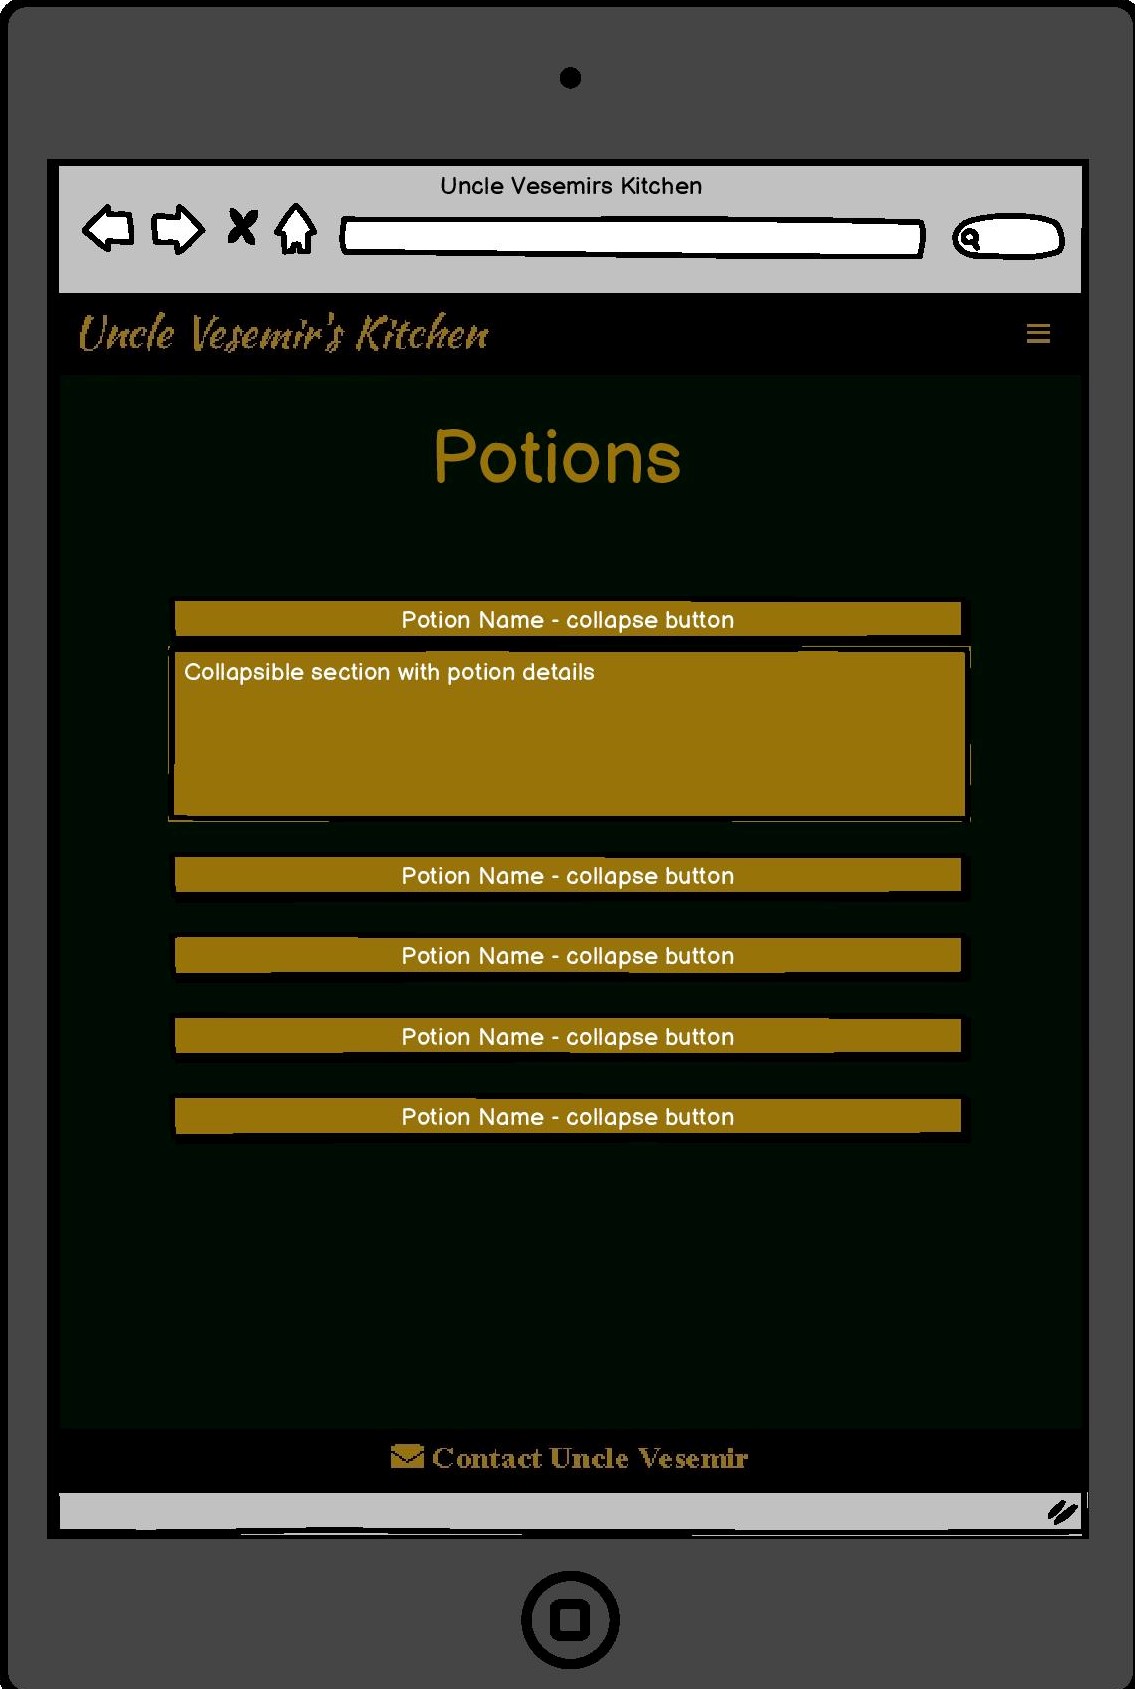 Uncle Vesemirs Kitchen
Uncle Vesemir's Kitchen
Potions
Potion Name - collapse button
Collapsible section with potion details
Potion Name - collapse button
Potion Name - collapse button
Potion Name - collapse button
Potion Name - collapse button
Contact Uncle Vesemir